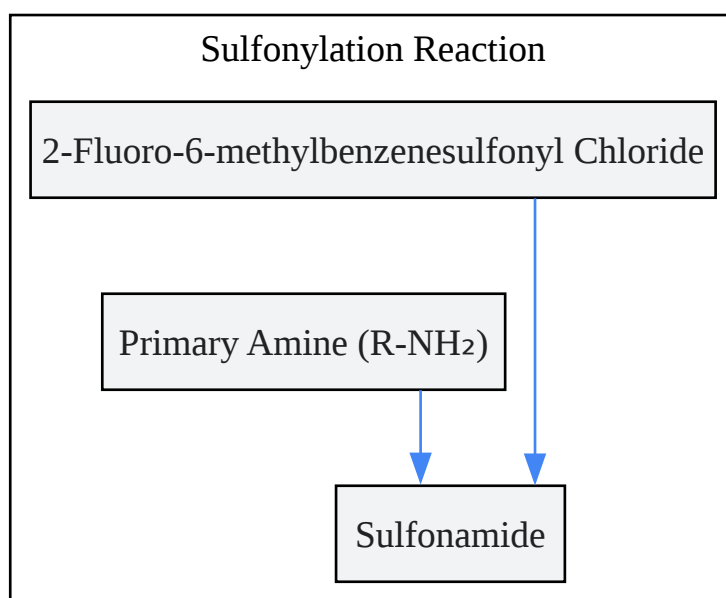 Sulfonylation Reaction
2-Fluoro-6-methylbenzenesulfonyl Chloride
Primary Amine (R-NH₂)
Sulfonamide